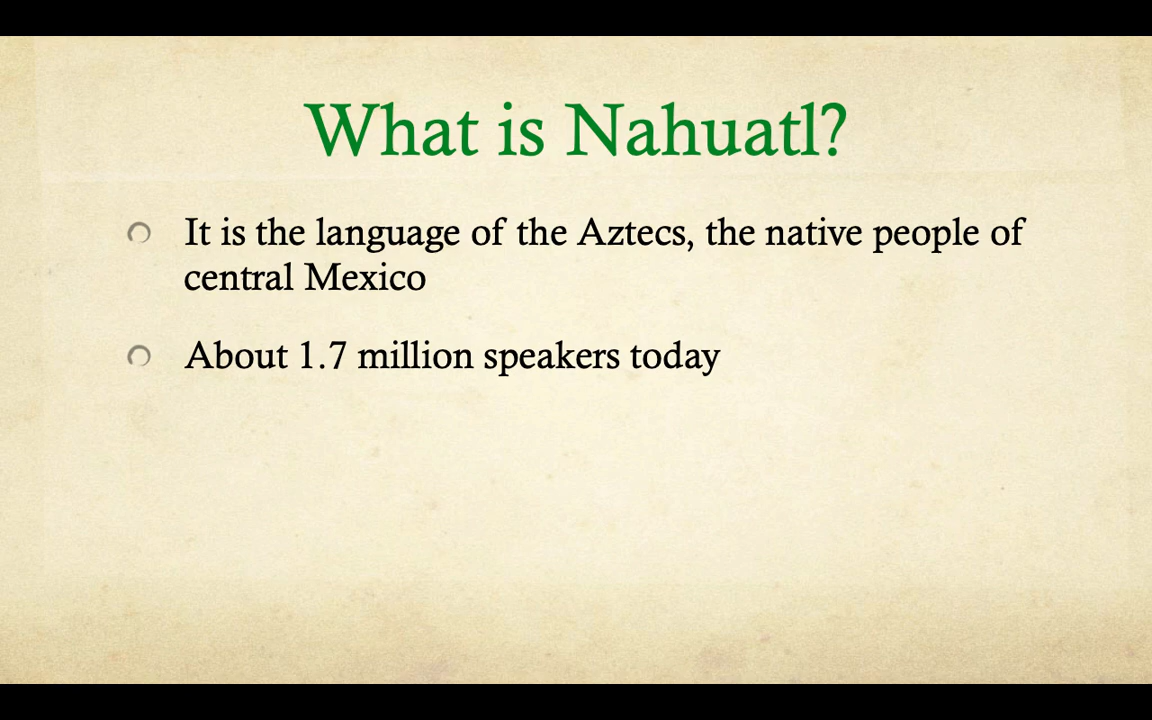 What is Nahuatl?
It is the language of the Aztecs, the native people of
central Mexico
About 1.7 million speakers today